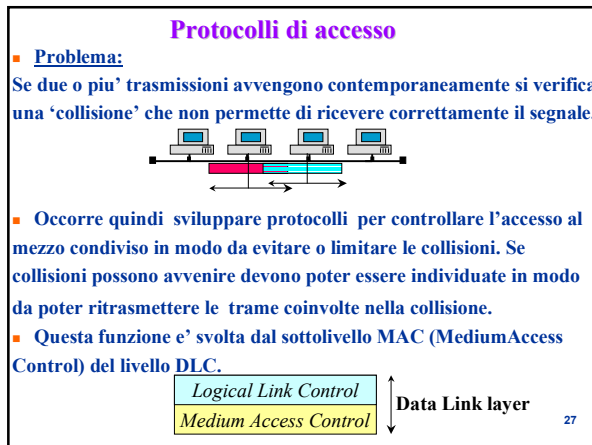 Protocolli di accesso
Problema:
Se due o piu' trasmissioni avvengono contemporaneamente si verifica
una 'collisione' che non permette di ricevere correttamente il segnale.
Occorre quindi sviluppare protocolli per controllare l'accesso al
mezzo condiviso in modo da evitare o limitare le collisioni. Se
collisioni possono avvenire devono poter essere individuate in modo
da poter ritrasmettere le trame coinvolte nella collisione.
Questa funzione e' svolta dal sottolivello MAC (MediumAccess
Control) del livello DLC.
Logical Link Control
Medium Access Control
Data Link layer
27